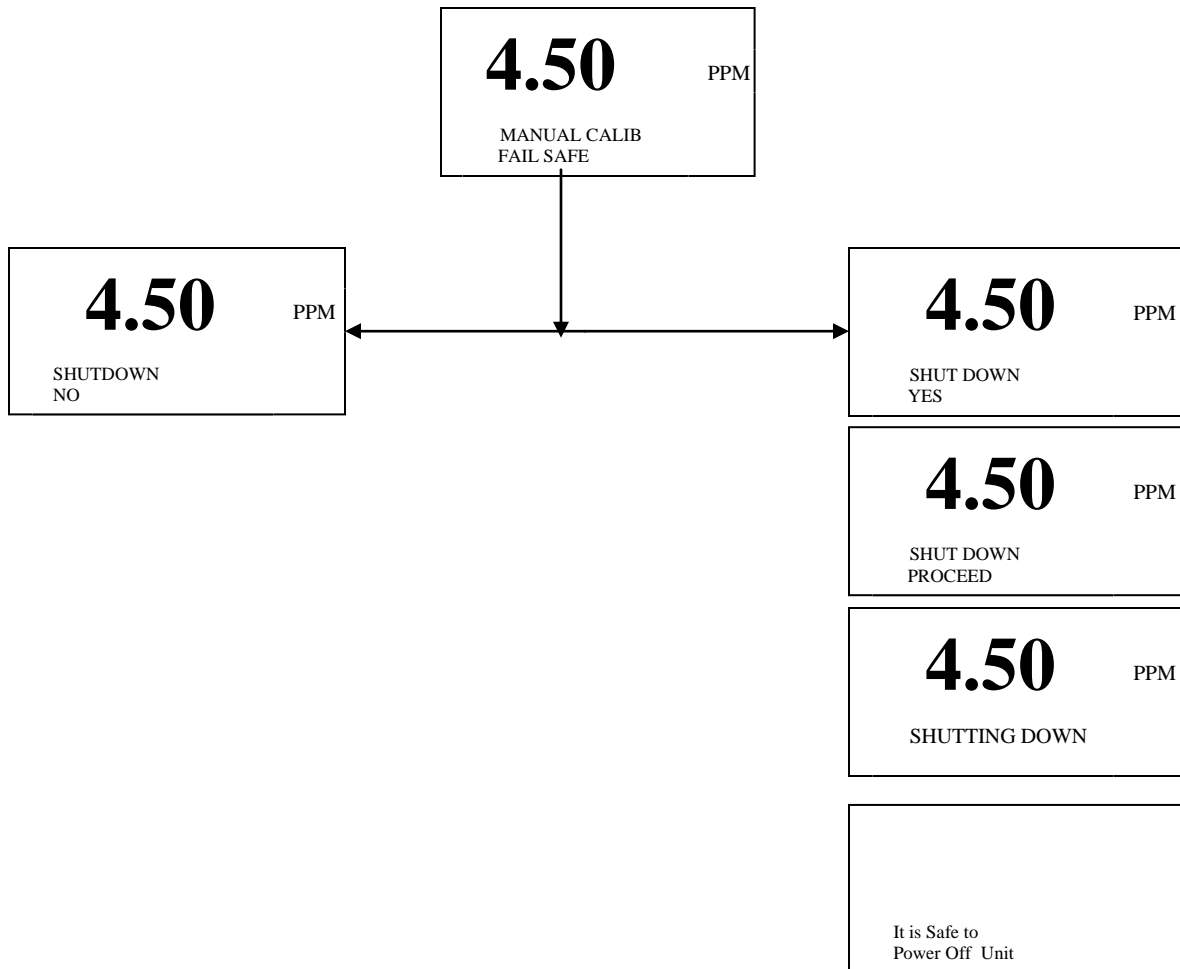 4.50 PPM
MANUAL CALIB
FAIL SAFE
4.50 PPM
SHUTDOWN
NO
4.50 PPM
SHUT DOWN
YES
4.50 PPM
SHUT DOWN
PROCEED
4.50 PPM
SHUTTING DOWN
It is Safe to
Power Off Unit